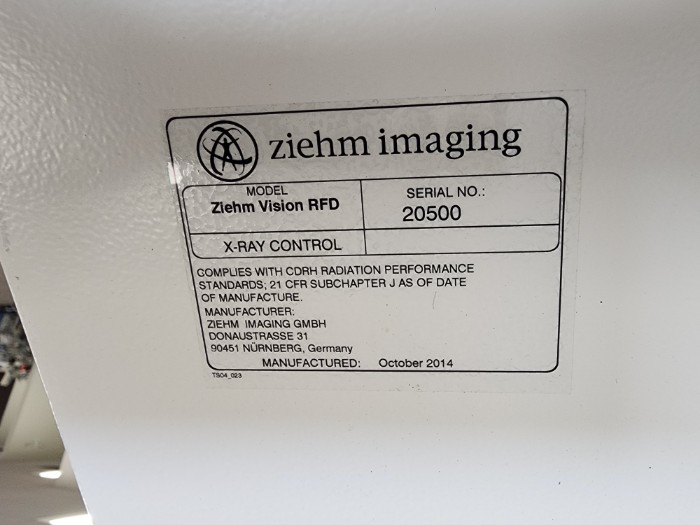 ziehm imaging
MODEL
Ziehm Vision RFD
SERIAL NO.:
20500
X-RAY CONTROL
COMPLIES WITH CDRH RADIATION PERFORMANCE
STANDARDS; 21 CFR SUBCHAPTER J AS OF DATE
OF MANUFACTURE.
MANUFACTURER:
ZIEHM IMAGING GMBH
DONAUSTRASSE 31
90451 NÜRNBERG, Germany
MANUFACTURED: October 2014
TS04_023